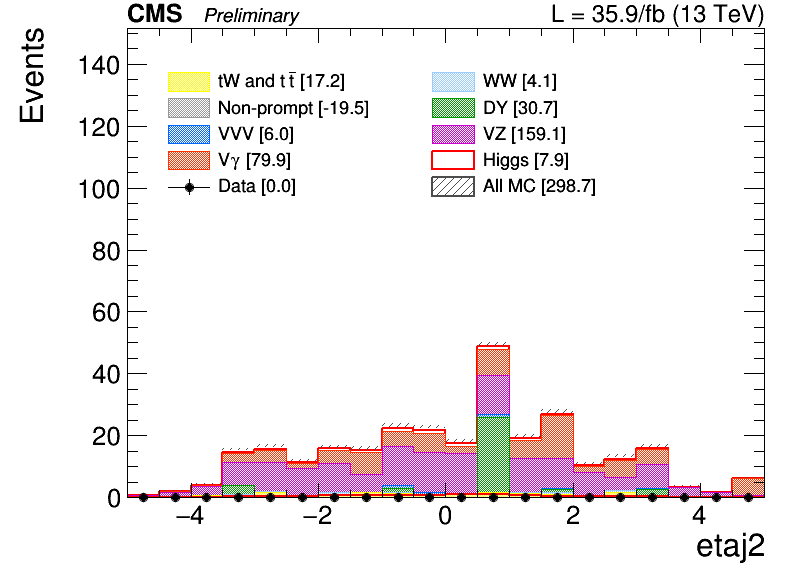 CMS Preliminary L = 35.9/fb (13 TeV)
Events
140
120
100
80
60
40
20
0
tW and t t̅ [17.2]
Non-prompt [-19.5]
VVV [6.0]
Vγ [79.9]
Data [0.0]
WW [4.1]
DY [30.7]
VZ [159.1]
Higgs [7.9]
All MC [298.7]
−4 −2 0 2 4
etaj2